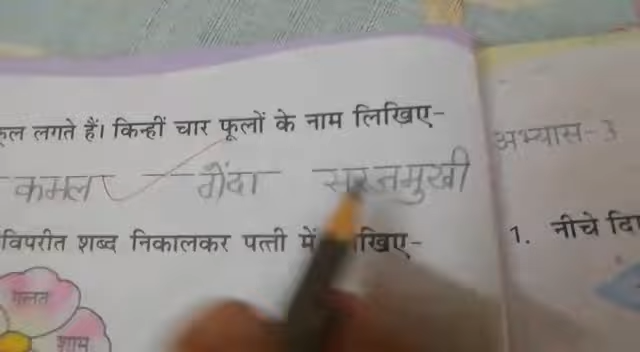 लगते हैं। किन्हीं चार फूलों के नाम लिखिए-
कमल गेंदा सूरजमुखी
विपरीत शब्द निकालकर पत्ती में
गलत
शाम
अभ्यास-3
1. नीचे